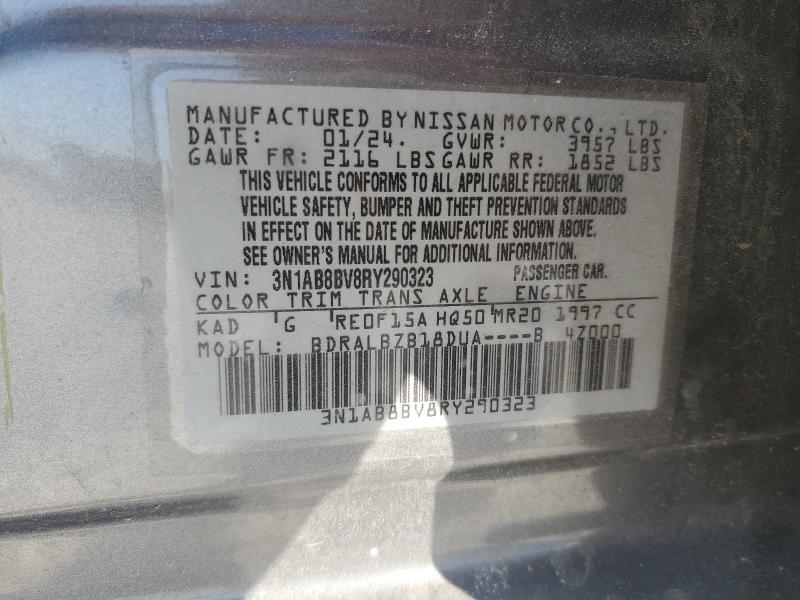 MANUFACTURED BY NISSAN MOTOR CO., LTD.
DATE: 01/24. GVWR: 3957 LBS
GAWR FR: 2116 LBS GAWR RR: 1852 LBS
THIS VEHICLE CONFORMS TO ALL APPLICABLE FEDERAL MOTOR
VEHICLE SAFETY, BUMPER AND THEFT PREVENTION STANDARDS
IN EFFECT ON THE DATE OF MANUFACTURE SHOWN ABOVE.
SEE OWNER'S MANUAL FOR ADDITIONAL INFORMATION.
VIN: 3N1AB8BV8RY290323 PASSENGER CAR.
COLOR TRIM TRANS AXLE ENGINE
KAD G RE0F15A HQ50 MR20 1997 CC
MODEL: BDRALBZB18DUA----B 4Z000
3N1AB8BV8RY290323